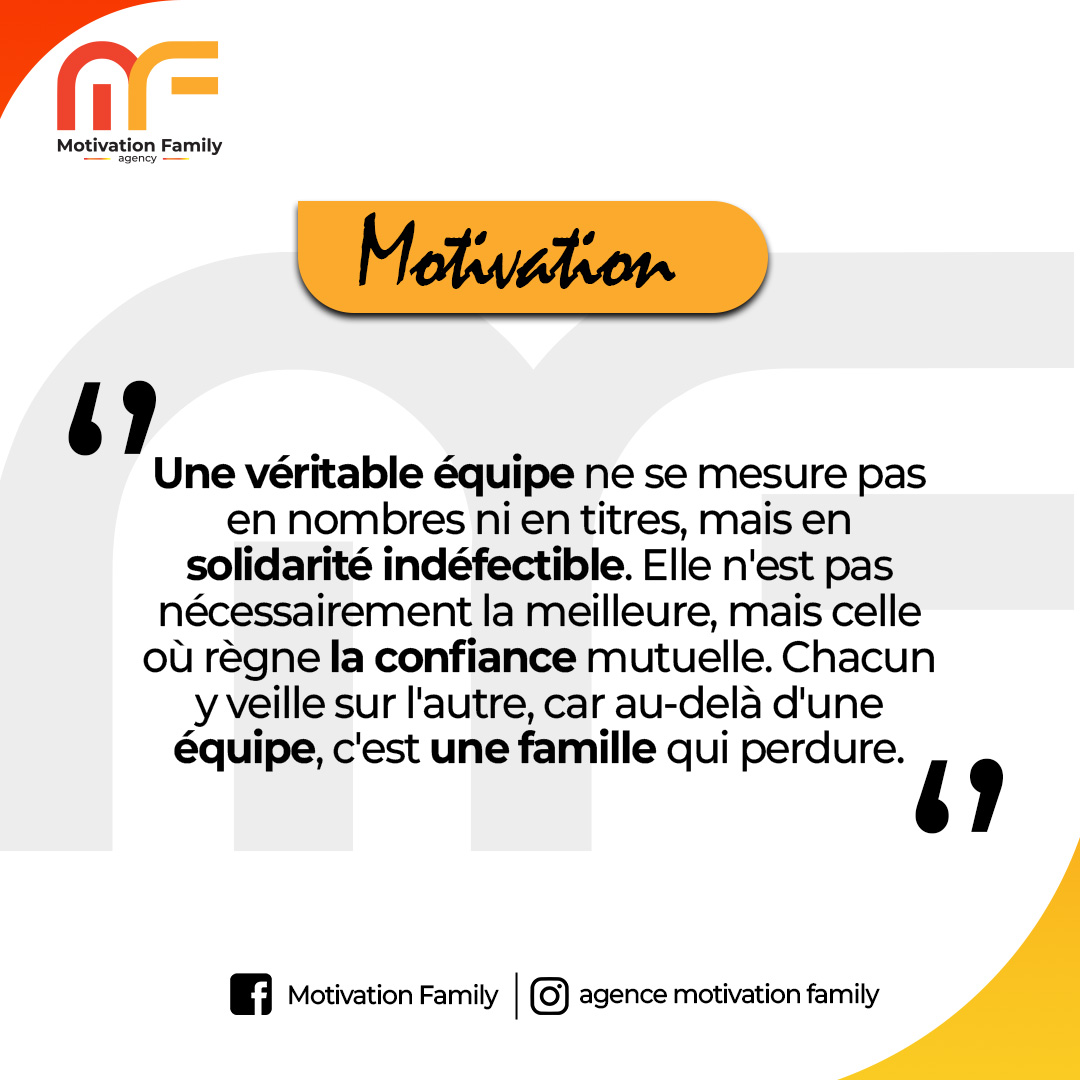 MF
Motivation Family
agency
Motivation
Une véritable équipe ne se mesure pas
en nombres ni en titres, mais en
solidarité indéfectible. Elle n'est pas
nécessairement la meilleure, mais celle
où règne la confiance mutuelle. Chacun
y veille sur l'autre, car au-delà d'une
équipe, c'est une famille qui perdure.
Motivation Family | agence motivation family